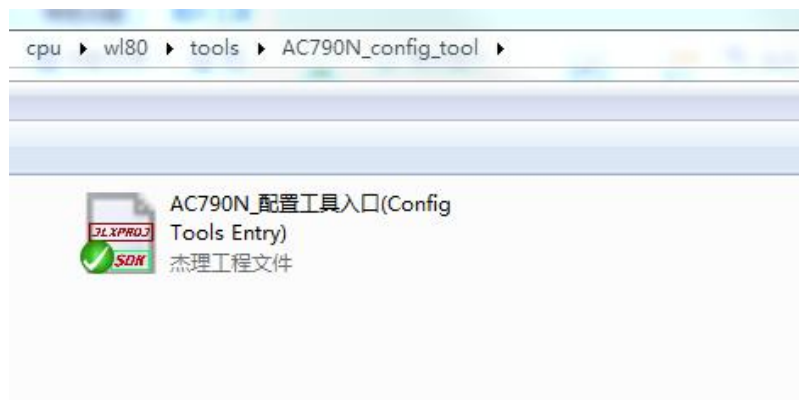 cpu ▸ wl80 ▸ tools ▸ AC790N_config_tool ▸
AC790N_配置工具入口(Config
Tools Entry)
JLXPROJ
SDK
杰理工程文件